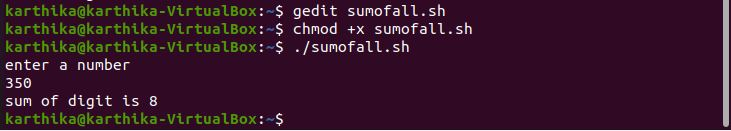 karthika@karthika-VirtualBox:~$ gedit sumofall.sh
karthika@karthika-VirtualBox:~$ chmod +x sumofall.sh
karthika@karthika-VirtualBox:~$ ./sumofall.sh
enter a number
350
sum of digit is 8
karthika@karthika-VirtualBox:~$